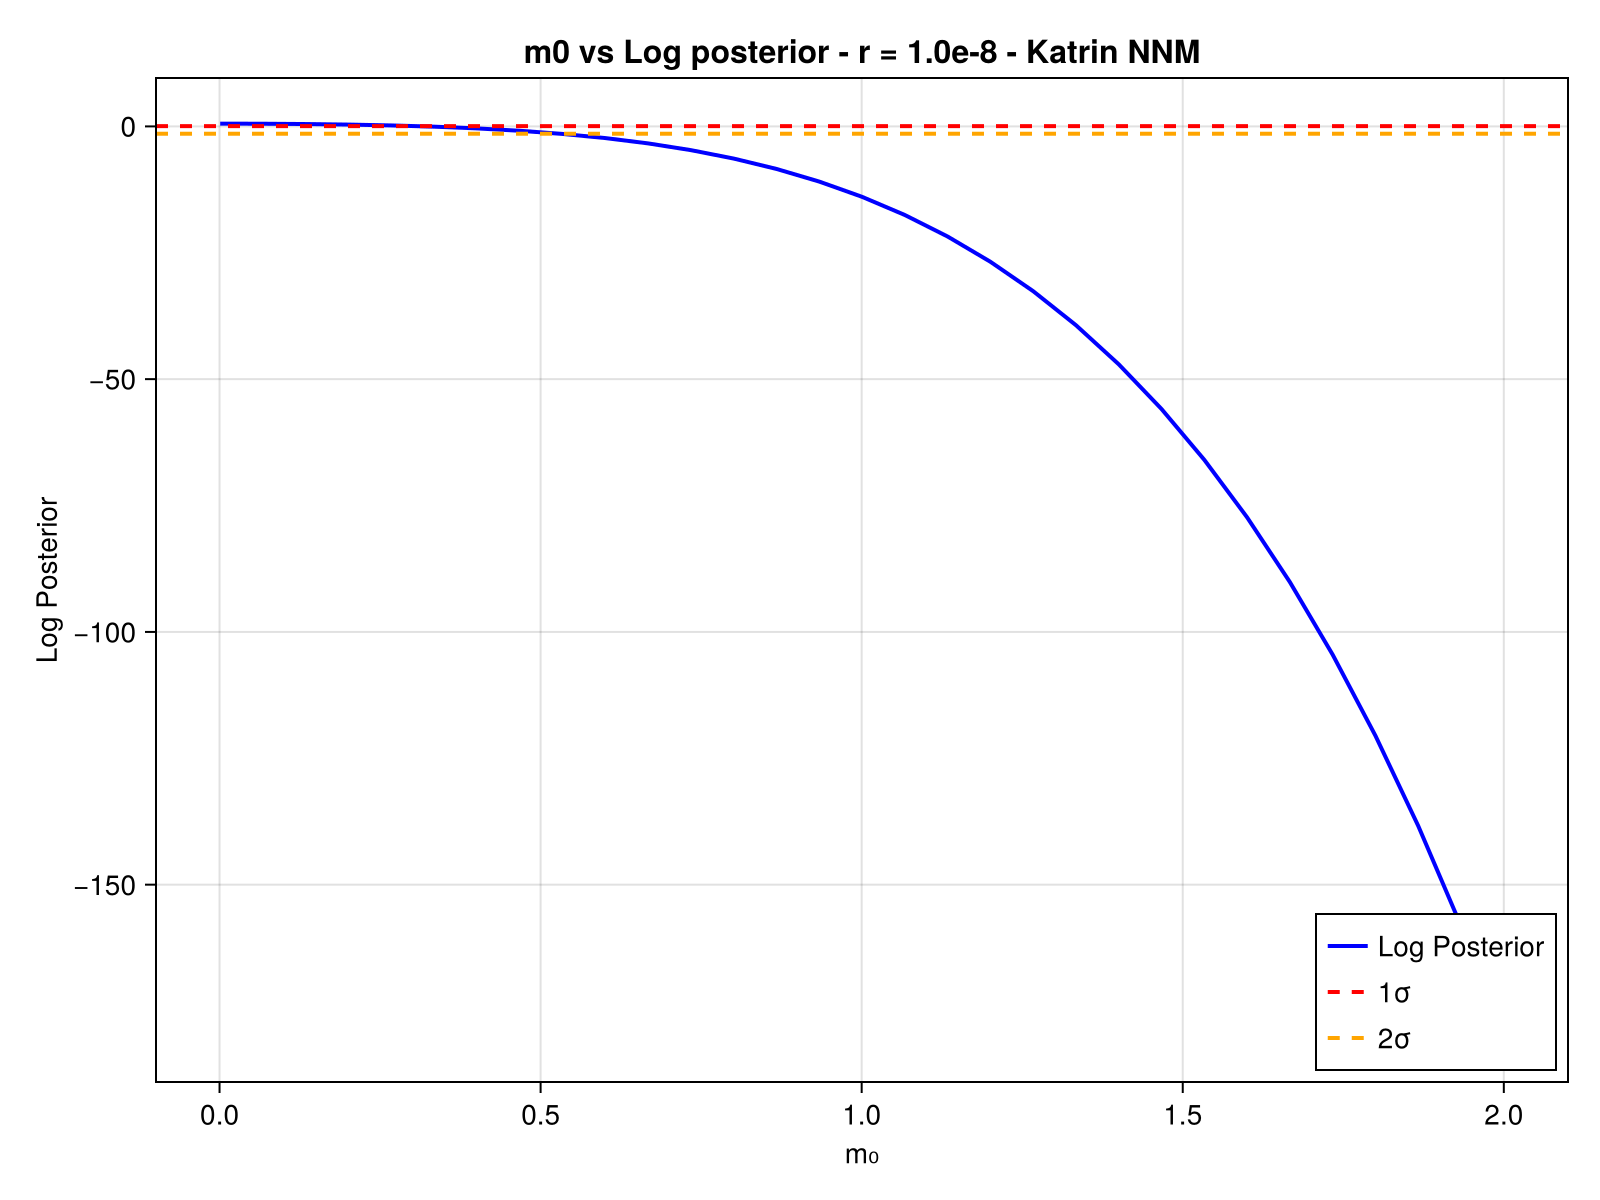 m0 vs Log posterior - r = 1.0e-8 - Katrin NNM
Log Posterior
0
−50
−100
−150
0.0
0.5
1.0
1.5
2.0
m₀
Log Posterior
1σ
2σ